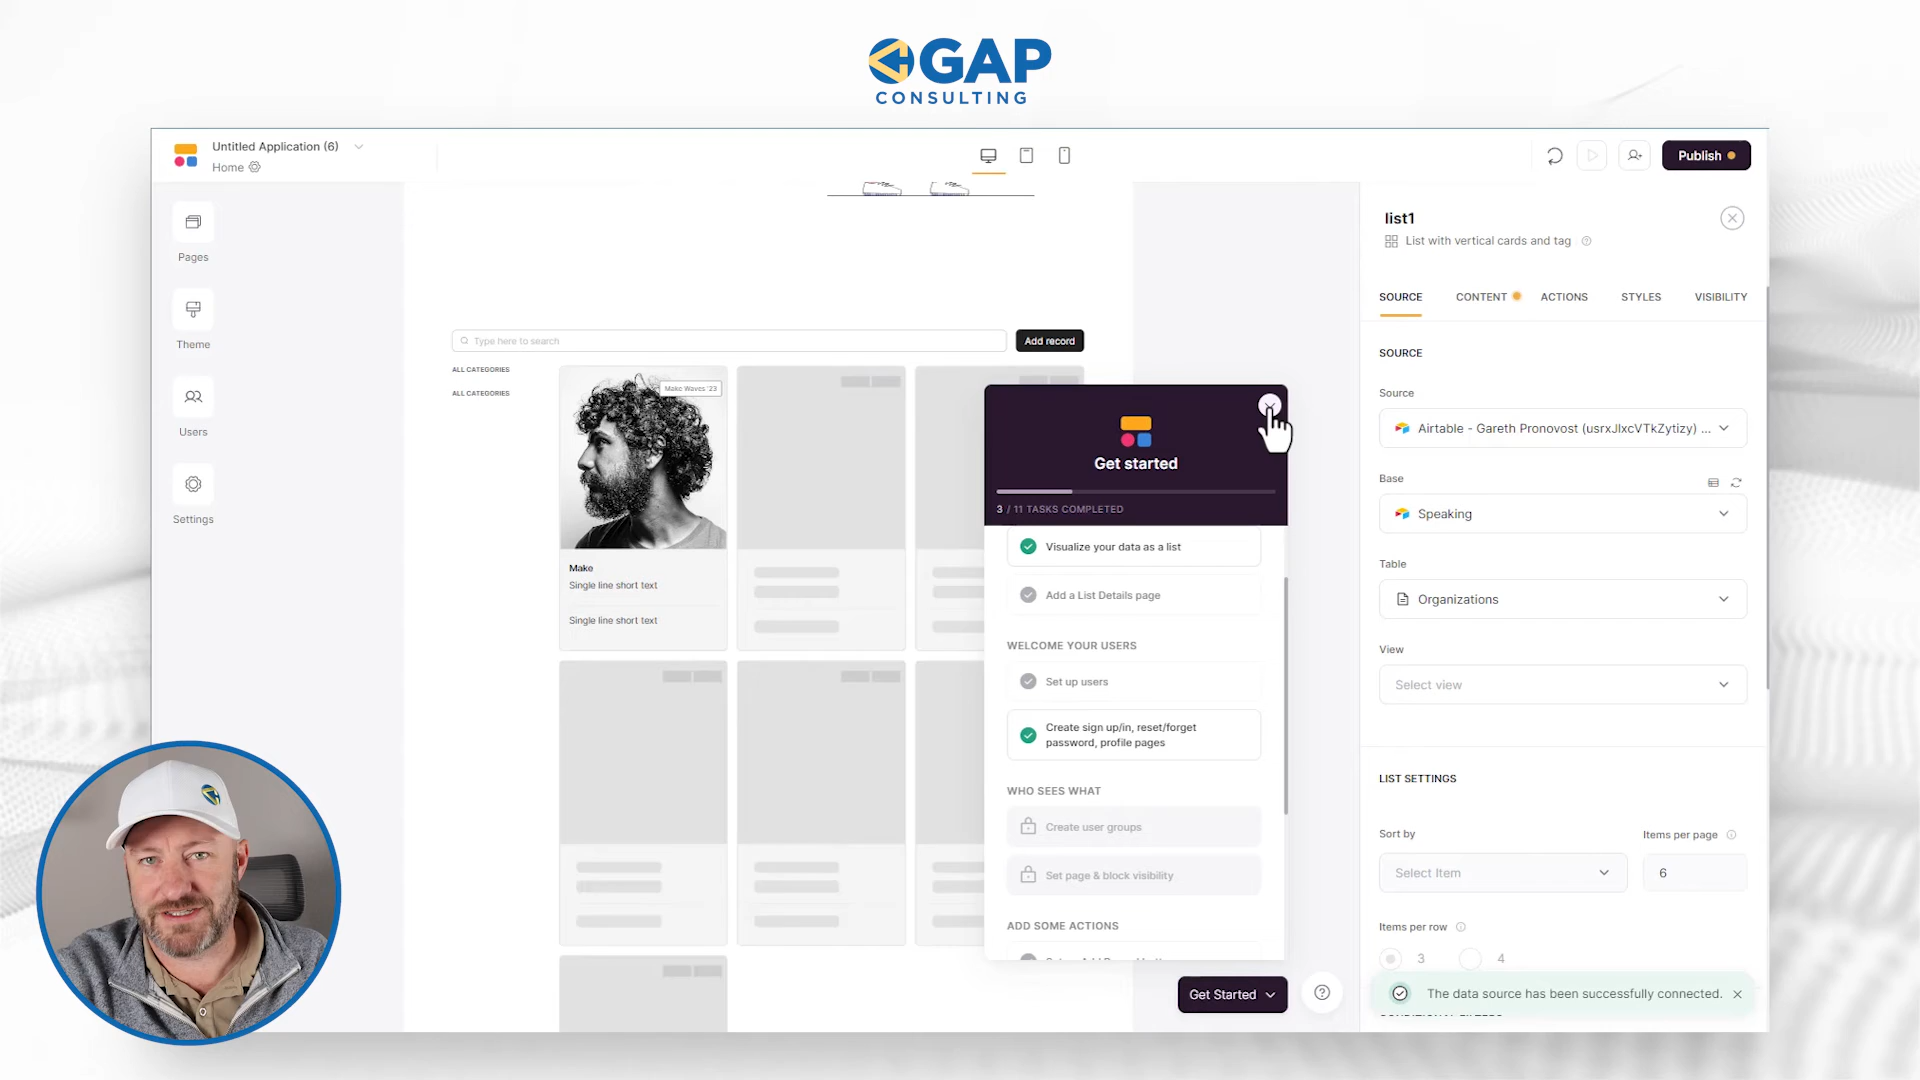 GAP
CONSULTING
Untitled Application (6)
Home
Publish
Pages
Theme
Users
Settings
Type here to search
Add record
ALL CATEGORIES
ALL CATEGORIES
Make Waves '23
Make
Single line short text
Single line short text
Get started
3 / 11 TASKS COMPLETED
Visualize your data as a list
Add a List Details page
WELCOME YOUR USERS
Set up users
Create sign up/in, reset/forget
password, profile pages
WHO SEES WHAT
Create user groups
Set page & block visibility
ADD SOME ACTIONS
Get Started
list1
List with vertical cards and tag
SOURCE CONTENT ACTIONS STYLES VISIBILITY
SOURCE
Source
Airtable - Gareth Pronovost (usrxJlxcVTkZytizy) ...
Base
Speaking
Table
Organizations
View
Select view
LIST SETTINGS
Sort by
Items per page
Select Item
6
Items per row
3 4
The data source has been successfully connected.